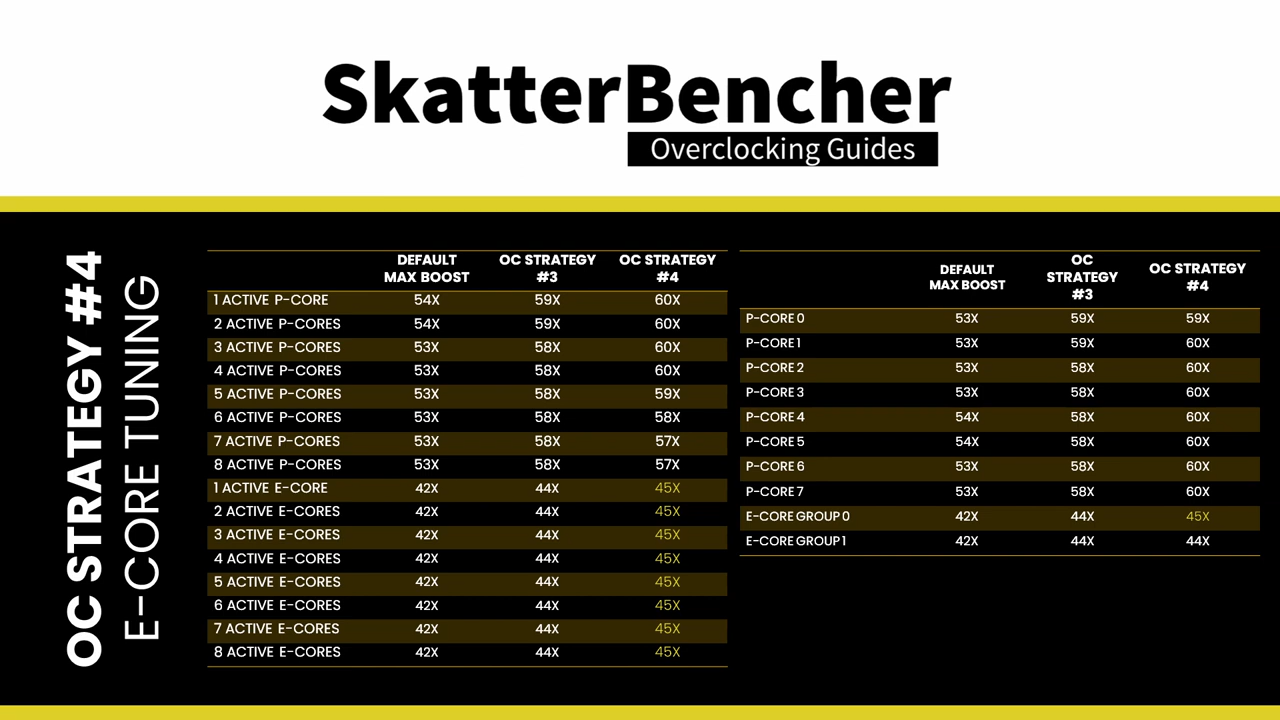 SkatterBencher
Overclocking Guides
OC STRATEGY #4
E-CORE TUNING
DEFAULT MAX BOOST OC STRATEGY #3 OC STRATEGY #4
1 ACTIVE P-CORE 54X 59X 60X
2 ACTIVE P-CORES 54X 59X 60X
3 ACTIVE P-CORES 53X 58X 60X
4 ACTIVE P-CORES 53X 58X 60X
5 ACTIVE P-CORES 53X 58X 59X
6 ACTIVE P-CORES 53X 58X 58X
7 ACTIVE P-CORES 53X 58X 57X
8 ACTIVE P-CORES 53X 58X 57X
1 ACTIVE E-CORE 42X 44X 45X
2 ACTIVE E-CORES 42X 44X 45X
3 ACTIVE E-CORES 42X 44X 45X
4 ACTIVE E-CORES 42X 44X 45X
5 ACTIVE E-CORES 42X 44X 45X
6 ACTIVE E-CORES 42X 44X 45X
7 ACTIVE E-CORES 42X 44X 45X
8 ACTIVE E-CORES 42X 44X 45X
DEFAULT MAX BOOST OC STRATEGY #3 OC STRATEGY #4
P-CORE 0 53X 59X 59X
P-CORE 1 53X 59X 60X
P-CORE 2 53X 58X 60X
P-CORE 3 53X 58X 60X
P-CORE 4 54X 58X 60X
P-CORE 5 54X 58X 60X
P-CORE 6 53X 58X 60X
P-CORE 7 53X 58X 60X
E-CORE GROUP 0 42X 44X 45X
E-CORE GROUP 1 42X 44X 44X